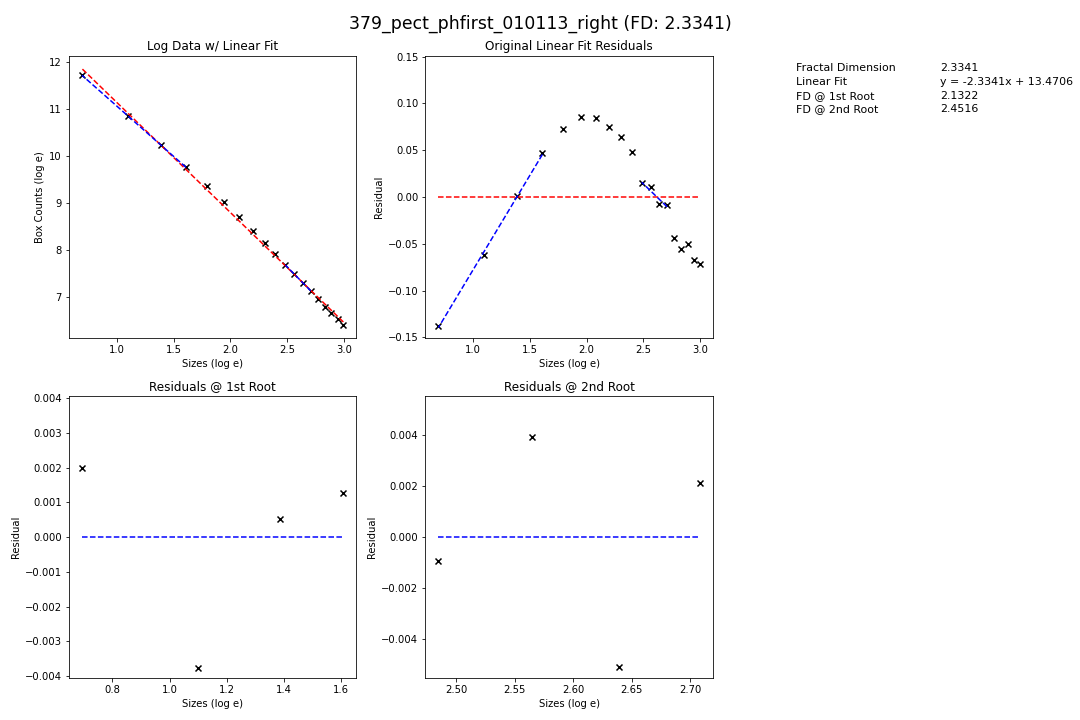 379_pect_phfirst_010113_right (FD: 2.3341)
Log Data w/ Linear Fit
12
11
10
9
8
7
Box Counts (log e)
1.0 1.5 2.0 2.5 3.0
Sizes (log e)
Original Linear Fit Residuals
0.15
0.10
0.05
0.00
−0.05
−0.10
−0.15
Residual
1.0 1.5 2.0 2.5 3.0
Sizes (log e)
Fractal Dimension 2.3341
Linear Fit y = -2.3341x + 13.4706
FD @ 1st Root 2.1322
FD @ 2nd Root 2.4516
Residuals @ 1st Root
0.004
0.003
0.002
0.001
0.000
−0.001
−0.002
−0.003
−0.004
Residual
0.8 1.0 1.2 1.4 1.6
Sizes (log e)
Residuals @ 2nd Root
0.004
0.002
0.000
−0.002
−0.004
Residual
2.50 2.55 2.60 2.65 2.70
Sizes (log e)